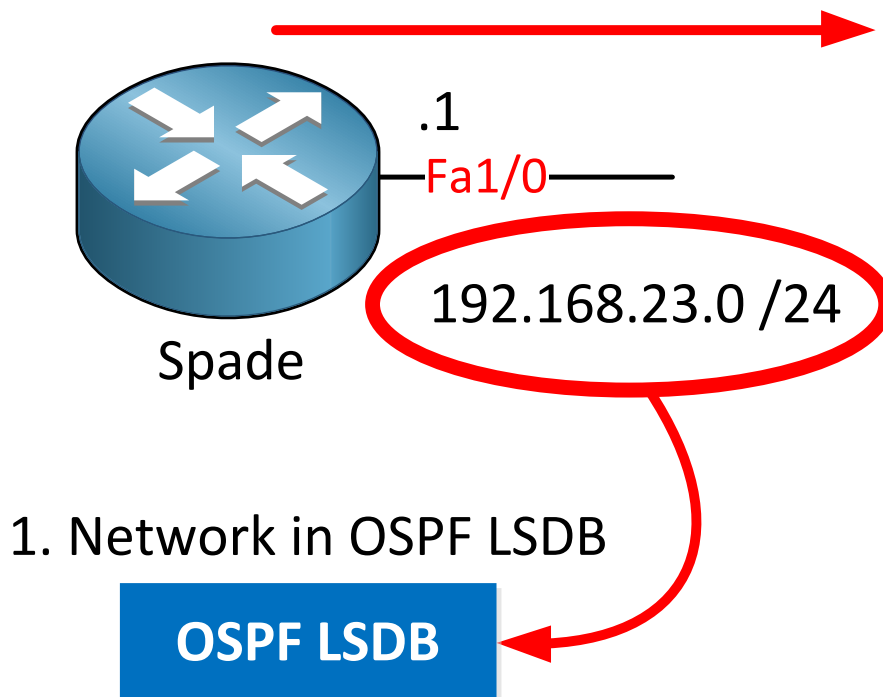 .1
Fa1/0
192.168.23.0 /24
Spade
1. Network in OSPF LSDB
OSPF LSDB